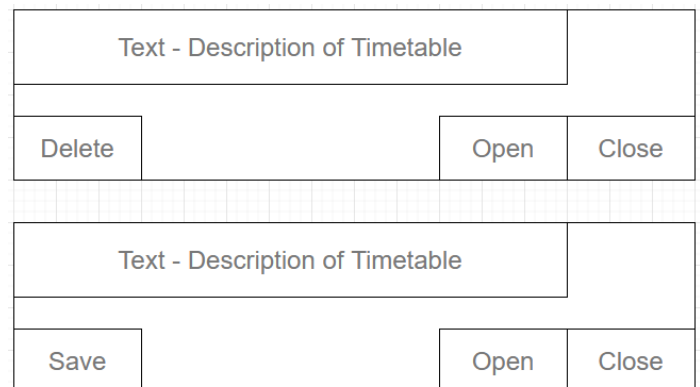 Text - Description of Timetable
Delete Open Close
Text - Description of Timetable
Save Open Close